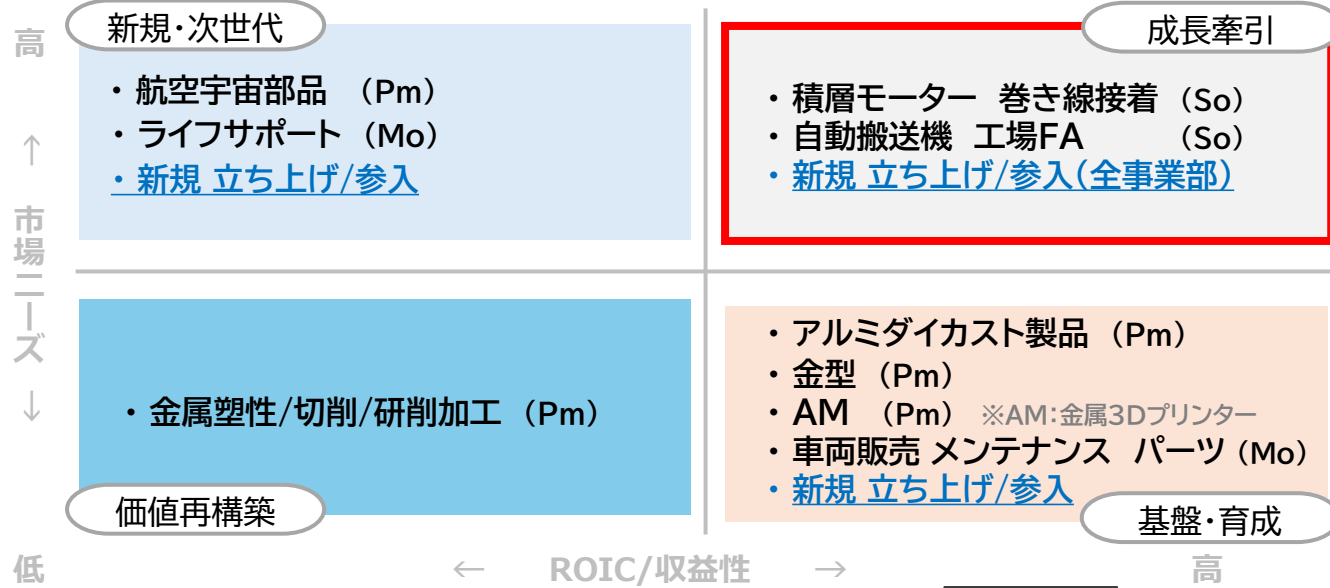 高
↑
市場ニーズ
↓
低
新規・次世代
・航空宇宙部品 （Pm）
・ライフサポート （Mo）
・新規 立ち上げ/参入
成長牽引
・積層モーター 巻き線接着 （So）
・自動搬送機 工場FA （So）
・新規 立ち上げ/参入（全事業部）
・金属塑性/切削/研削加工 （Pm）
価値再構築
・アルミダイカスト製品 （Pm）
・金型 （Pm）
・AM （Pm） ※AM：金属3Dプリンター
・車両販売 メンテナンス パーツ （Mo）
・新規 立ち上げ/参入
基盤・育成
← ROIC/収益性 →
高